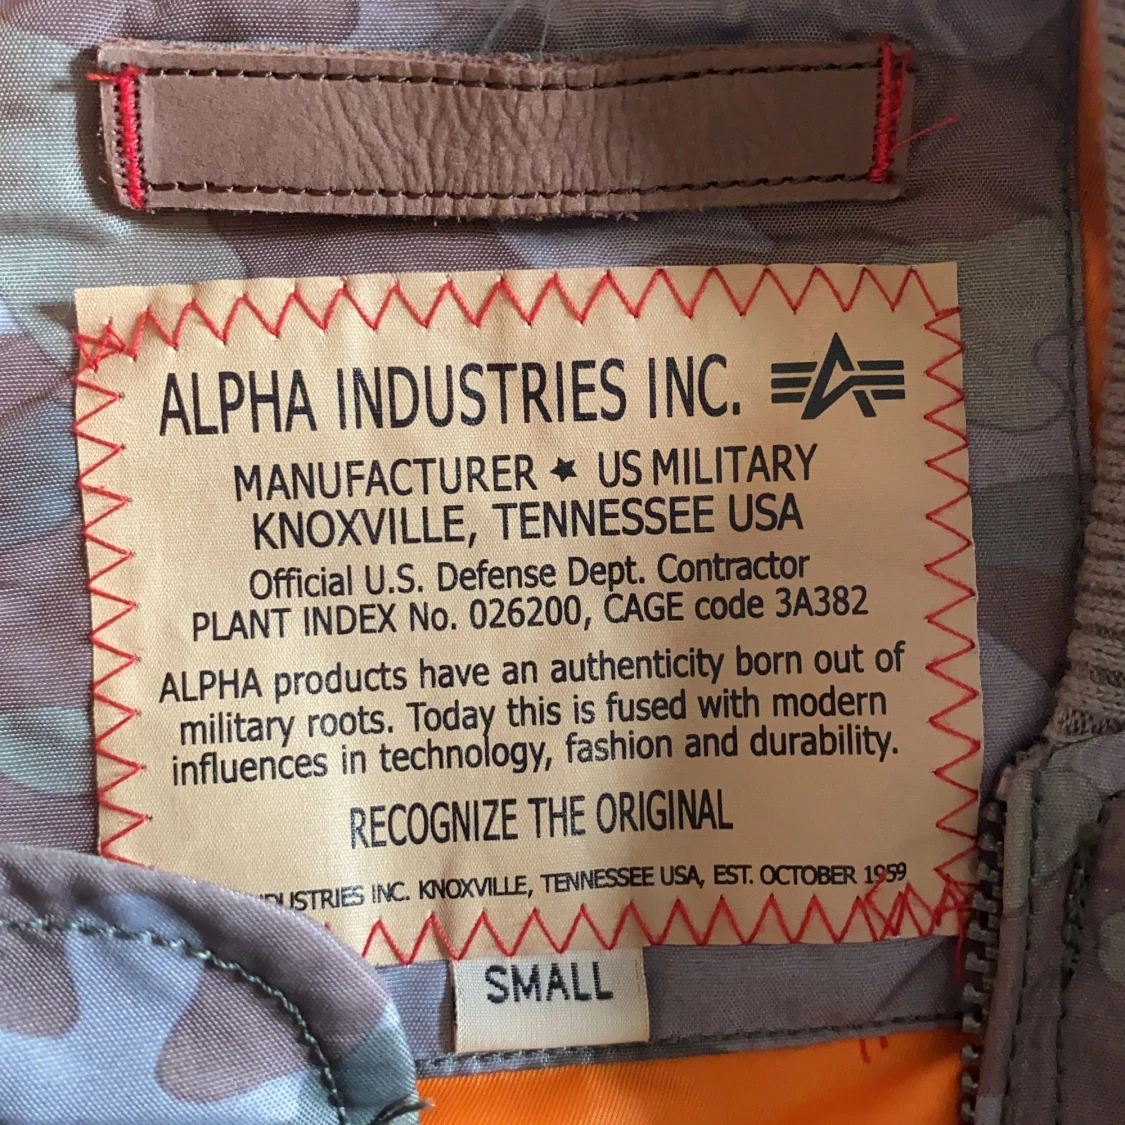 ALPHA INDUSTRIES INC.
MANUFACTURER ★ US MILITARY
KNOXVILLE, TENNESSEE USA
Official U.S. Defense Dept. Contractor
PLANT INDEX No. 026200, CAGE code 3A382
ALPHA products have an authenticity born out of
military roots. Today this is fused with modern
influences in technology, fashion and durability.
RECOGNIZE THE ORIGINAL
DUSTRIES INC. KNOXVILLE, TENNESSEE USA, EST. OCTOBER 1959
SMALL